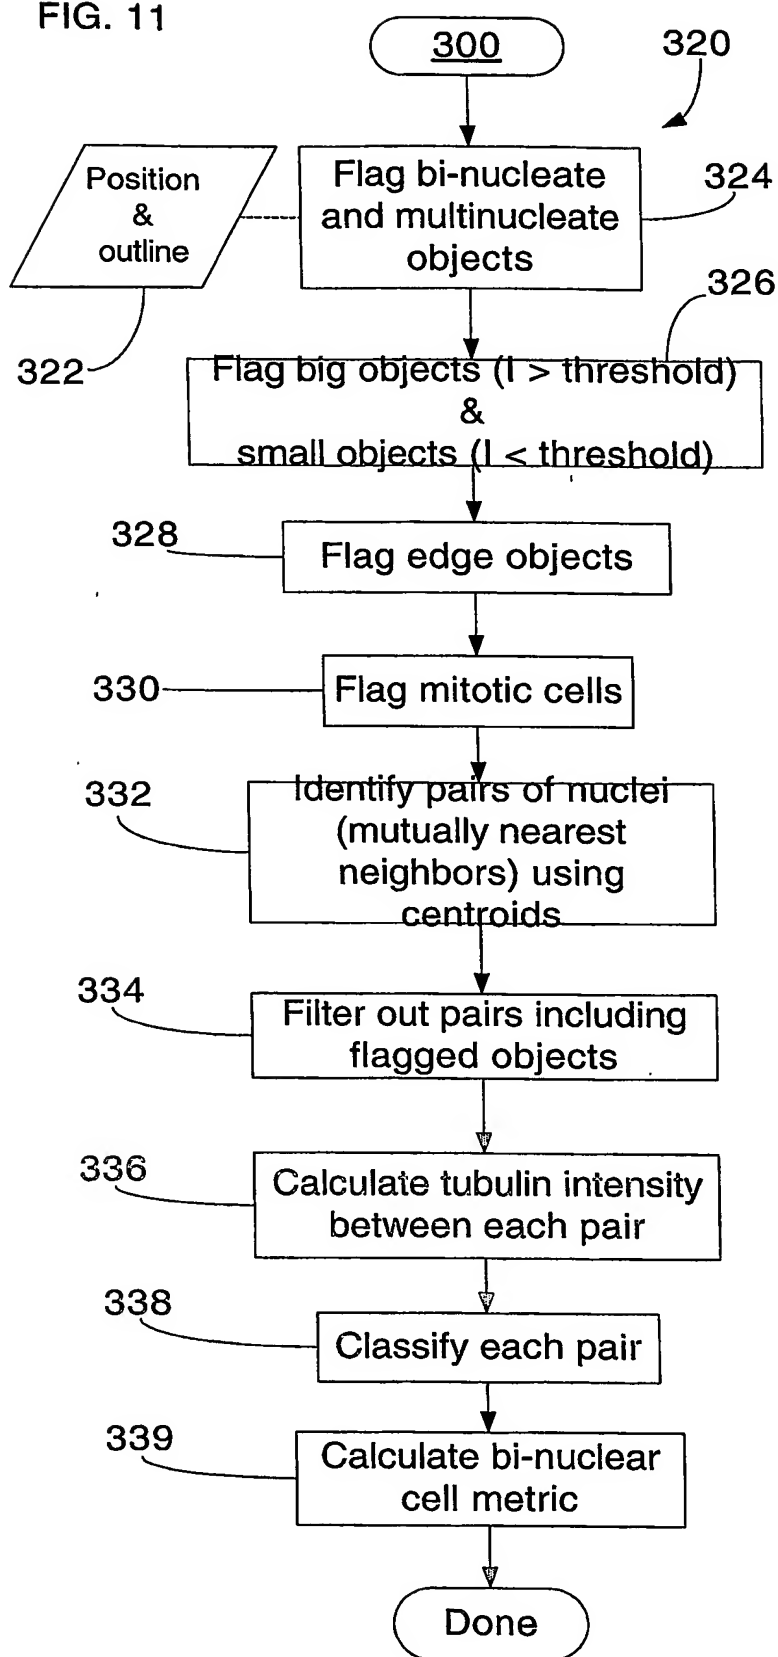 FIG. 11
300
320
Position
&
outline
Flag bi-nucleate
and multinucleate
objects
324
322
326
Flag big objects (I > threshold)
&
small objects (I < threshold)
328
Flag edge objects
330
Flag mitotic cells
332
Identify pairs of nuclei
(mutually nearest
neighbors) using
centroids
334
Filter out pairs including
flagged objects
336
Calculate tubulin intensity
between each pair
338
Classify each pair
339
Calculate bi-nuclear
cell metric
Done